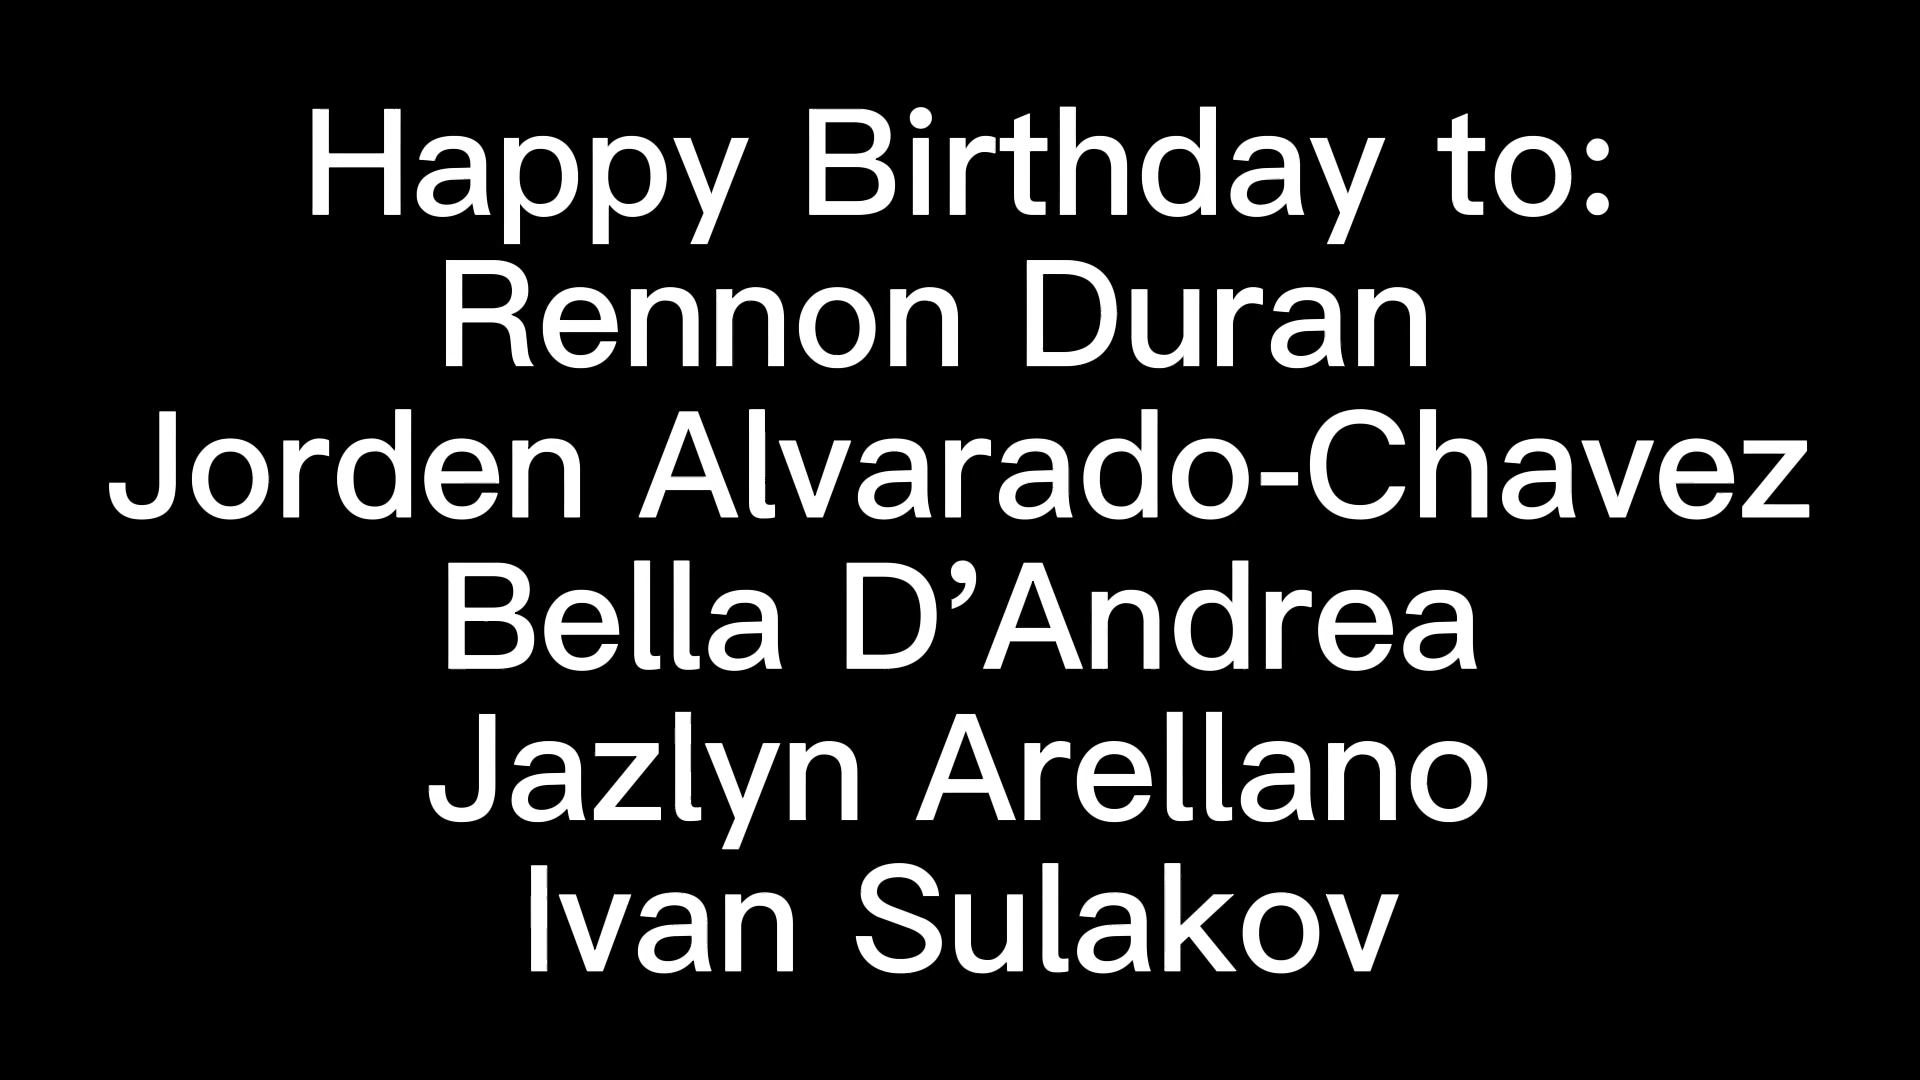 Happy Birthday to:
Rennon Duran
Jorden Alvarado-Chavez
Bella D’Andrea
Jazlyn Arellano
Ivan Sulakov